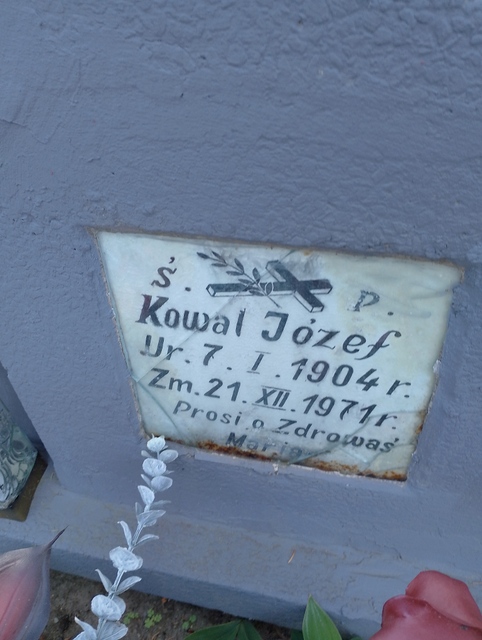 Ś. P.
Kowal Józef
Ur. 7. I. 1904 r.
Zm. 21. XII. 1971 r.
Prosi o Zdrowaś
Maria